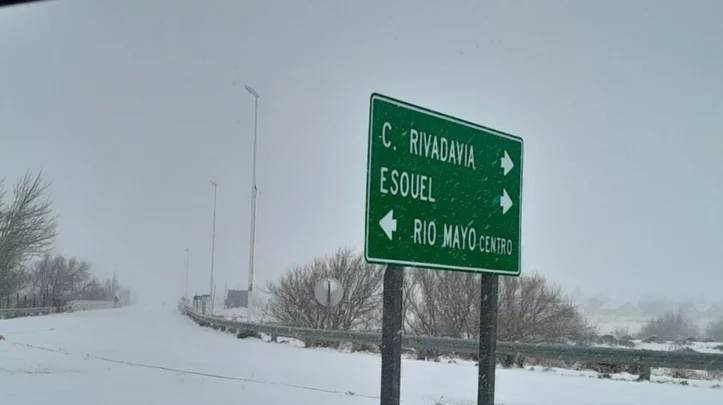 C. RIVADAVIA
ESQUEL
RIO MAYO CENTRO